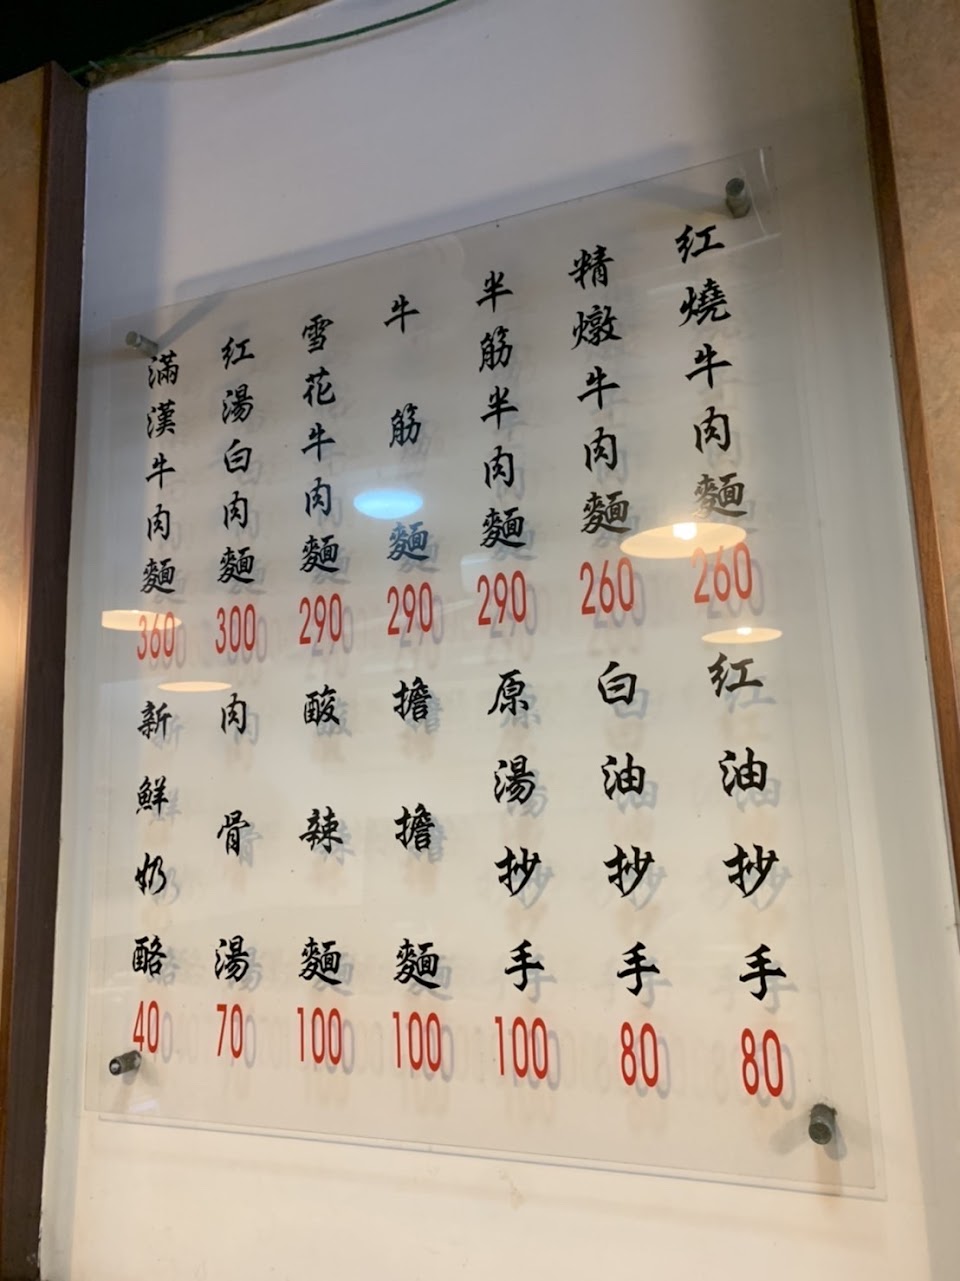 紅燒牛肉麵 260
精燉牛肉麵 260
半筋半肉麵 290
牛筋麵 290
雪花牛肉麵 290
紅湯白肉麵 300
滿漢牛肉麵 360
紅油抄手 80
白油抄手 80
原湯抄手 100
擔擔麵 100
酸辣麵 100
肉骨湯 70
新鮮奶酪 40